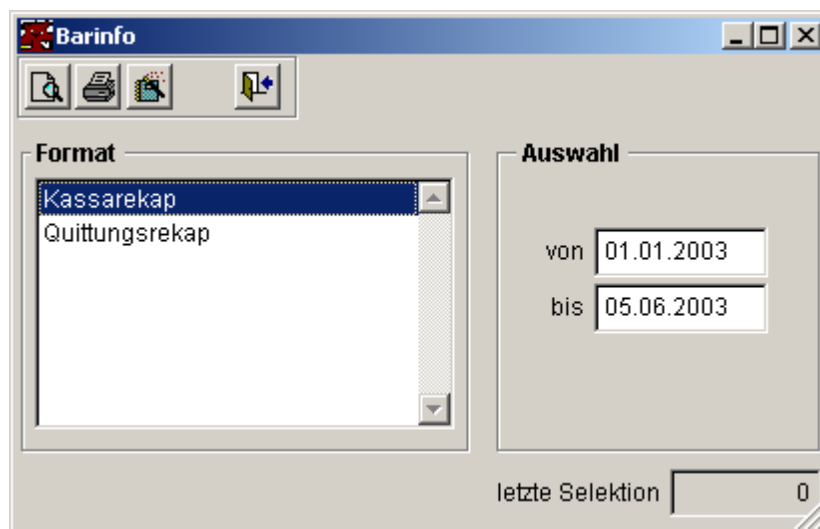 Barinfo
Format
Kassarekap
Quittungsrekap
Auswahl
von 01.01.2003
bis 05.06.2003
letzte Selektion 0